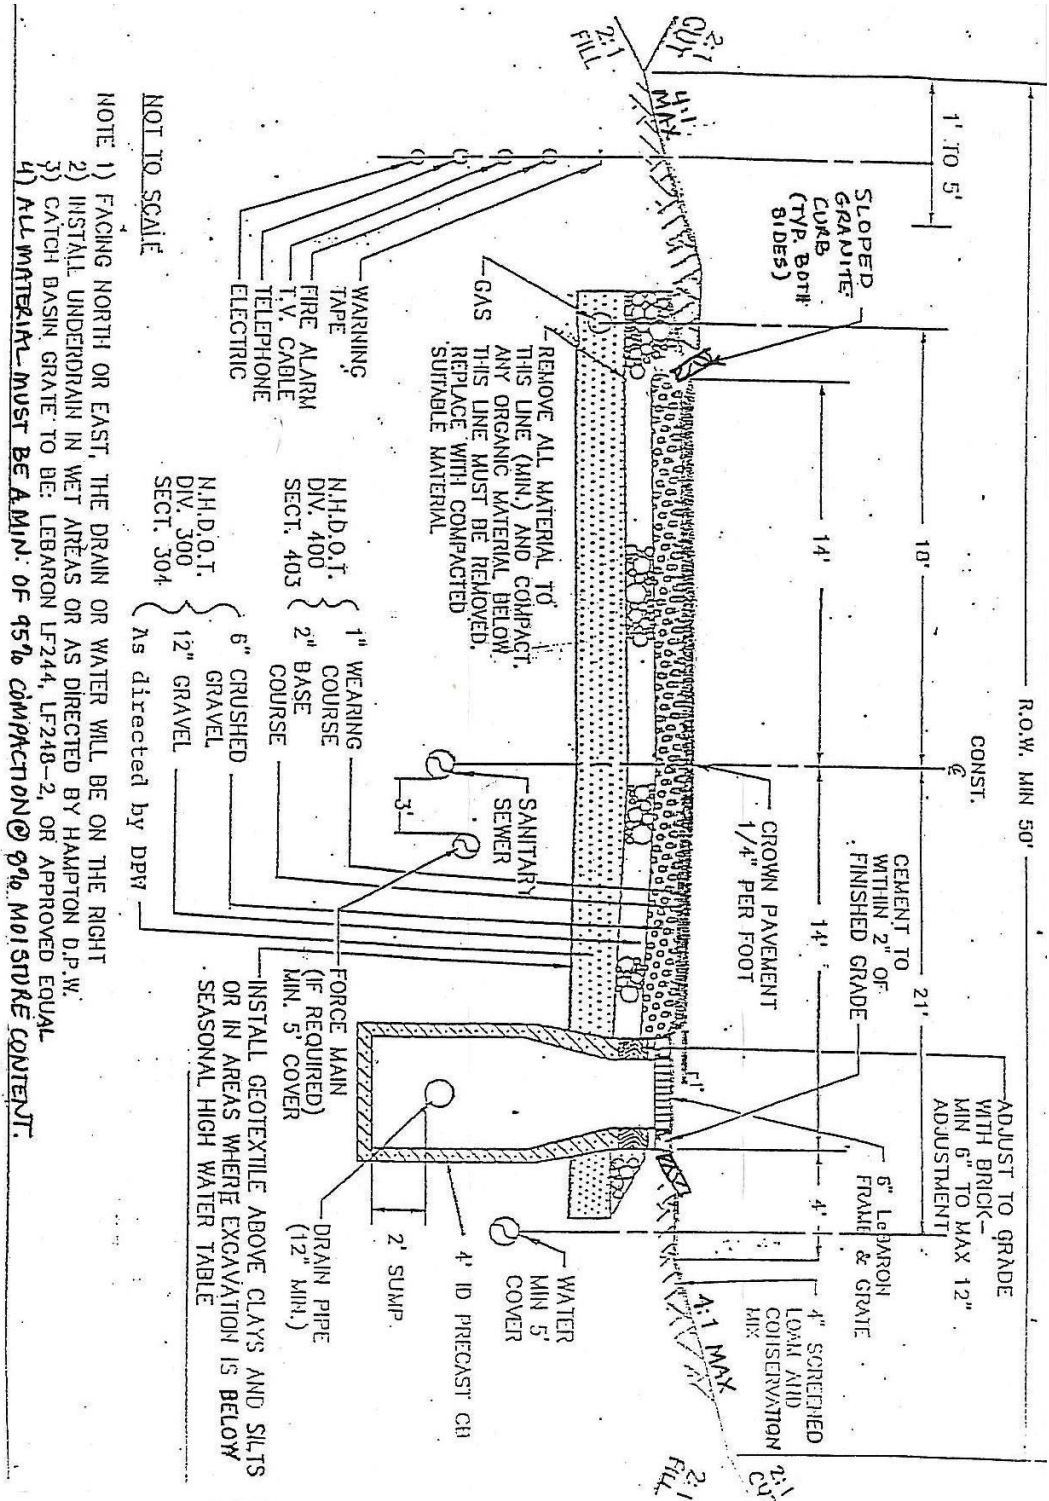 R.O.W. MIN 50'
1' TO 5'
18'
CONST.
℄
21'
14'
14'
4'
2:1
CUT
2:1
FILL
4:1
MAX
SLOPED
GRANITE
CURB
(TYP. BOTH
SIDES)
CROWN PAVEMENT
1/4" PER FOOT
CEMENT TO
WITHIN 2" OF
FINISHED GRADE
ADJUST TO GRADE
WITH BRICK-
MIN 6" TO MAX 12"
ADJUSTMENT
6" LEBARON
FRAME & GRATE
4" SCREENED
LOAM AND
CONSERVATION
MIX
4:1 MAX
2:1
CUT
2:1
FILL
1"
WARNING
TAPE
FIRE ALARM
T.V. CABLE
TELEPHONE
ELECTRIC
GAS
REMOVE ALL MATERIAL TO
THIS LINE (MIN.) AND COMPACT.
ANY ORGANIC MATERIAL BELOW
THIS LINE MUST BE REMOVED.
REPLACE WITH COMPACTED
SUITABLE MATERIAL
SANITARY
SEWER
3'
FORCE MAIN
(IF REQUIRED)
MIN. 5' COVER
WATER
MIN 5'
COVER
4' ID PRECAST CB
2' SUMP
DRAIN PIPE
(12" MIN.)
N.H.D.O.T.
DIV. 400
SECT. 403
1" WEARING
COURSE
2" BASE
COURSE
N.H.D.O.T.
DIV. 300
SECT. 304
6" CRUSHED
GRAVEL
12" GRAVEL
As directed by DPW
INSTALL GEOTEXTILE ABOVE CLAYS AND SILTS
OR IN AREAS WHERE EXCAVATION IS BELOW
SEASONAL HIGH WATER TABLE
NOT TO SCALE
NOTE 1) FACING NORTH OR EAST, THE DRAIN OR WATER WILL BE ON THE RIGHT
2) INSTALL UNDERDRAIN IN WET AREAS OR AS DIRECTED BY HAMPTON D.P.W.
3) CATCH BASIN GRATE TO BE: LEBARON LF244, LF248-2, OR APPROVED EQUAL
4) ALL MATERIAL MUST BE A MIN. OF 95% COMPACTION @ 8% MOISTURE CONTENT.